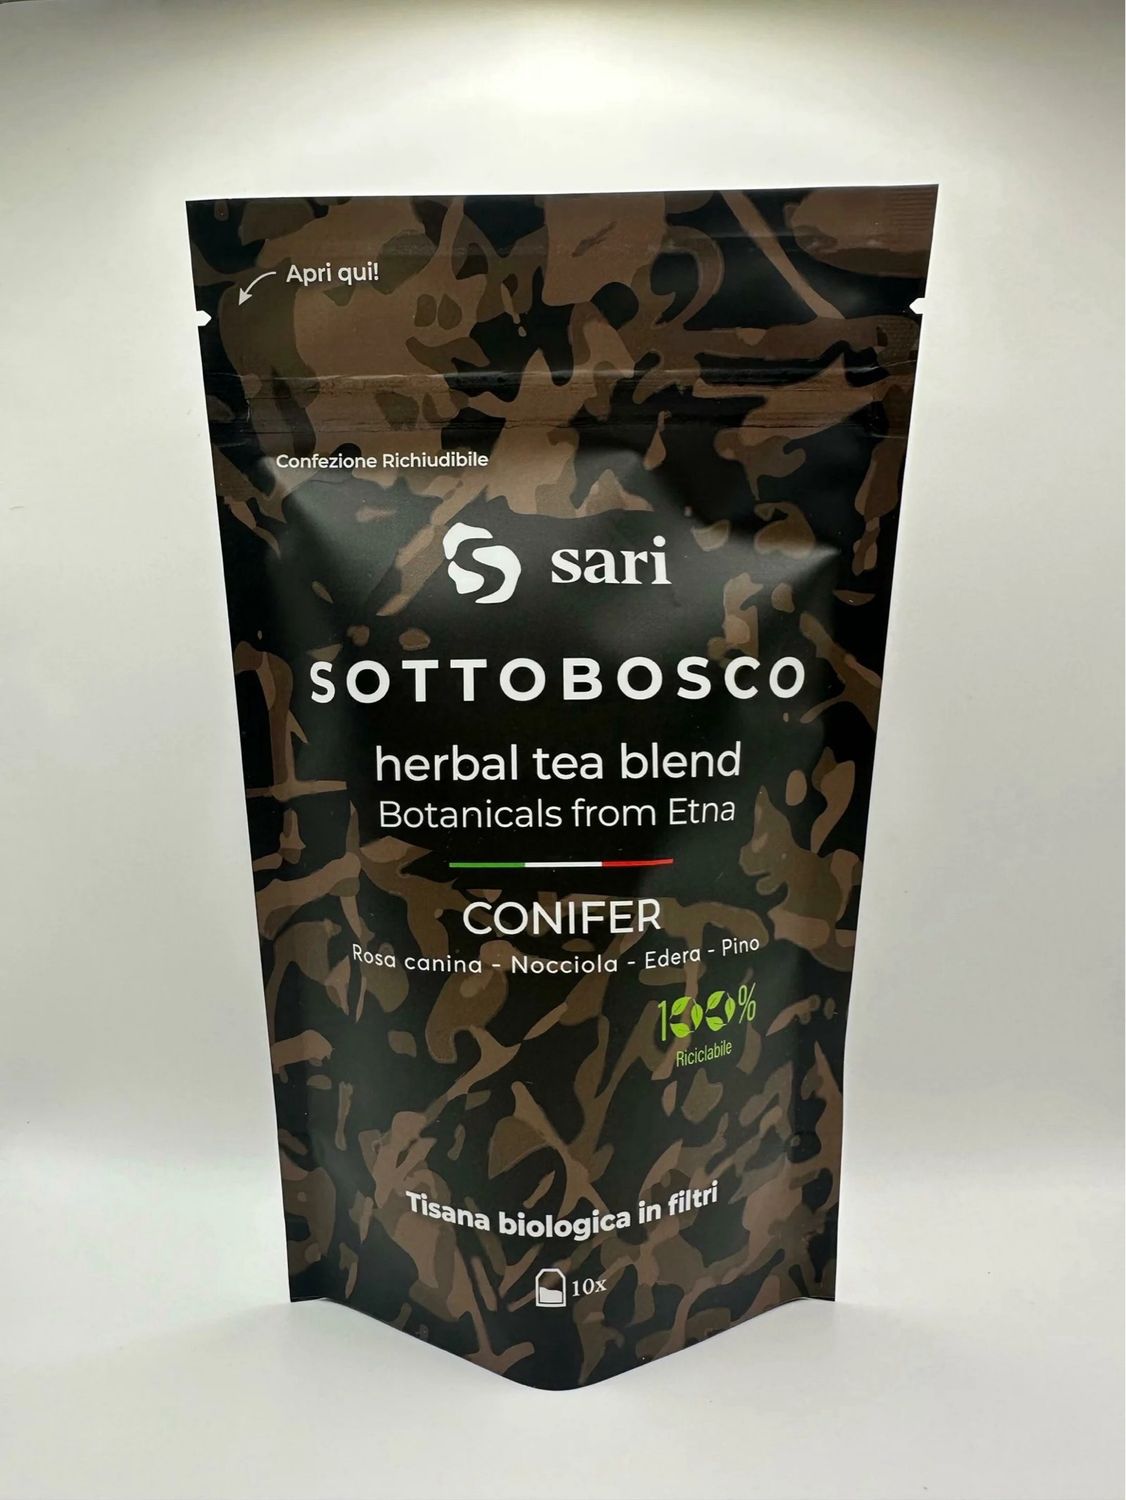 Apri qui!
Confezione Richiudibile
sari
SOTTOBOSCO
herbal tea blend
Botanicals from Etna
CONIFER
Rosa canina - Nocciola - Edera - Pino
100%
Riciclabile
Tisana biologica in filtri
10x